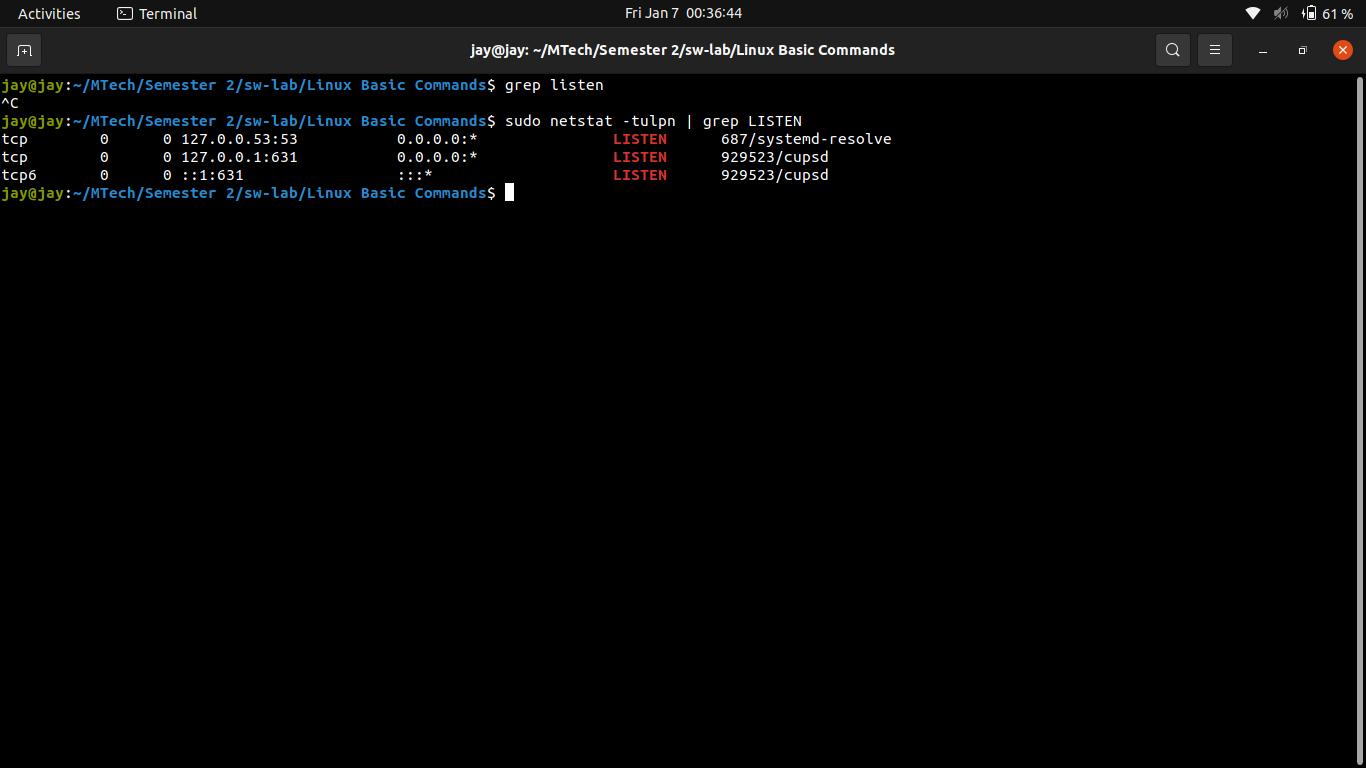 Activities Terminal Fri Jan 7 00:36:44 61 %
jay@jay: ~/MTech/Semester 2/sw-lab/Linux Basic Commands
jay@jay:~/MTech/Semester 2/sw-lab/Linux Basic Commands$ grep listen
^C
jay@jay:~/MTech/Semester 2/sw-lab/Linux Basic Commands$ sudo netstat -tulpn | grep LISTEN
tcp        0      0 127.0.0.53:53           0.0.0.0:*               LISTEN      687/systemd-resolve
tcp        0      0 127.0.0.1:631           0.0.0.0:*               LISTEN      929523/cupsd
tcp6       0      0 ::1:631                 :::*                    LISTEN      929523/cupsd
jay@jay:~/MTech/Semester 2/sw-lab/Linux Basic Commands$